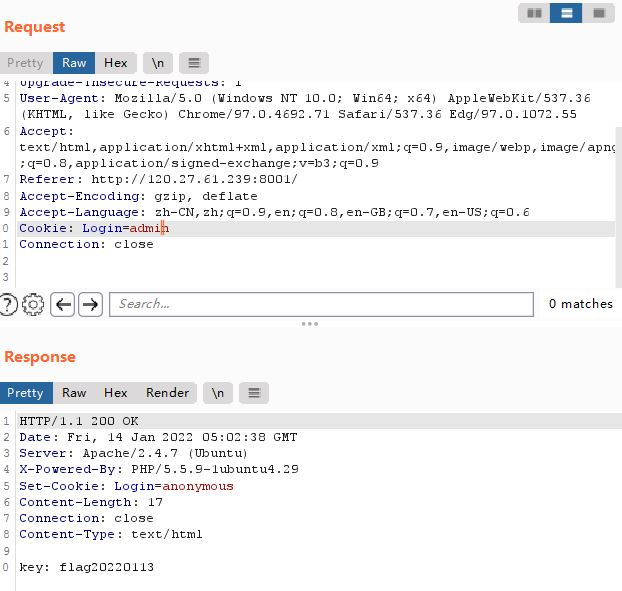 Request
Pretty Raw Hex \n
4 Upgrade-Insecure-Requests: 1
5 User-Agent: Mozilla/5.0 (Windows NT 10.0; Win64; x64) AppleWebKit/537.36
(KHTML, like Gecko) Chrome/97.0.4692.71 Safari/537.36 Edg/97.0.1072.55
6 Accept:
text/html,application/xhtml+xml,application/xml;q=0.9,image/webp,image/apng
;q=0.8,application/signed-exchange;v=b3;q=0.9
7 Referer: http://120.27.61.239:8001/
8 Accept-Encoding: gzip, deflate
9 Accept-Language: zh-CN,zh;q=0.9,en;q=0.8,en-GB;q=0.7,en-US;q=0.6
0 Cookie: Login=admin
1 Connection: close
2
3
? Search... 0 matches
Response
Pretty Raw Hex Render \n
1 HTTP/1.1 200 OK
2 Date: Fri, 14 Jan 2022 05:02:38 GMT
3 Server: Apache/2.4.7 (Ubuntu)
4 X-Powered-By: PHP/5.5.9-1ubuntu4.29
5 Set-Cookie: Login=anonymous
6 Content-Length: 17
7 Connection: close
8 Content-Type: text/html
9
0 key: flag20220113